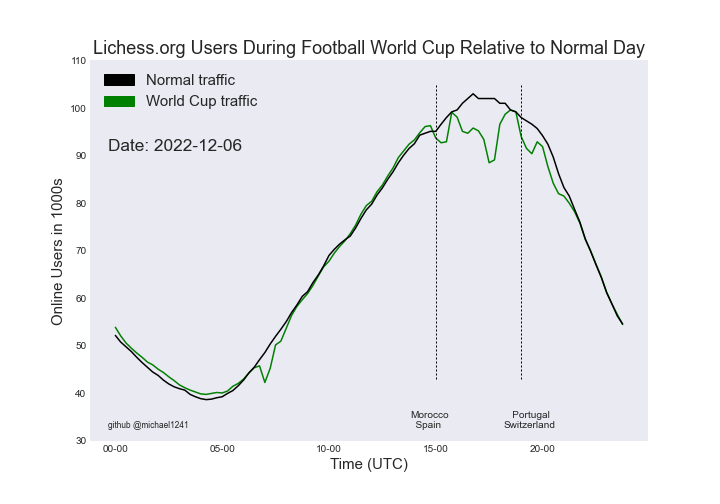 Lichess.org Users During Football World Cup Relative to Normal Day
110
100
90
80
70
60
50
40
30
Online Users in 1000s
Normal traffic
World Cup traffic
Date: 2022-12-06
github @michael1241
Morocco
Spain
Portugal
Switzerland
00-00
05-00
10-00
15-00
20-00
Time (UTC)